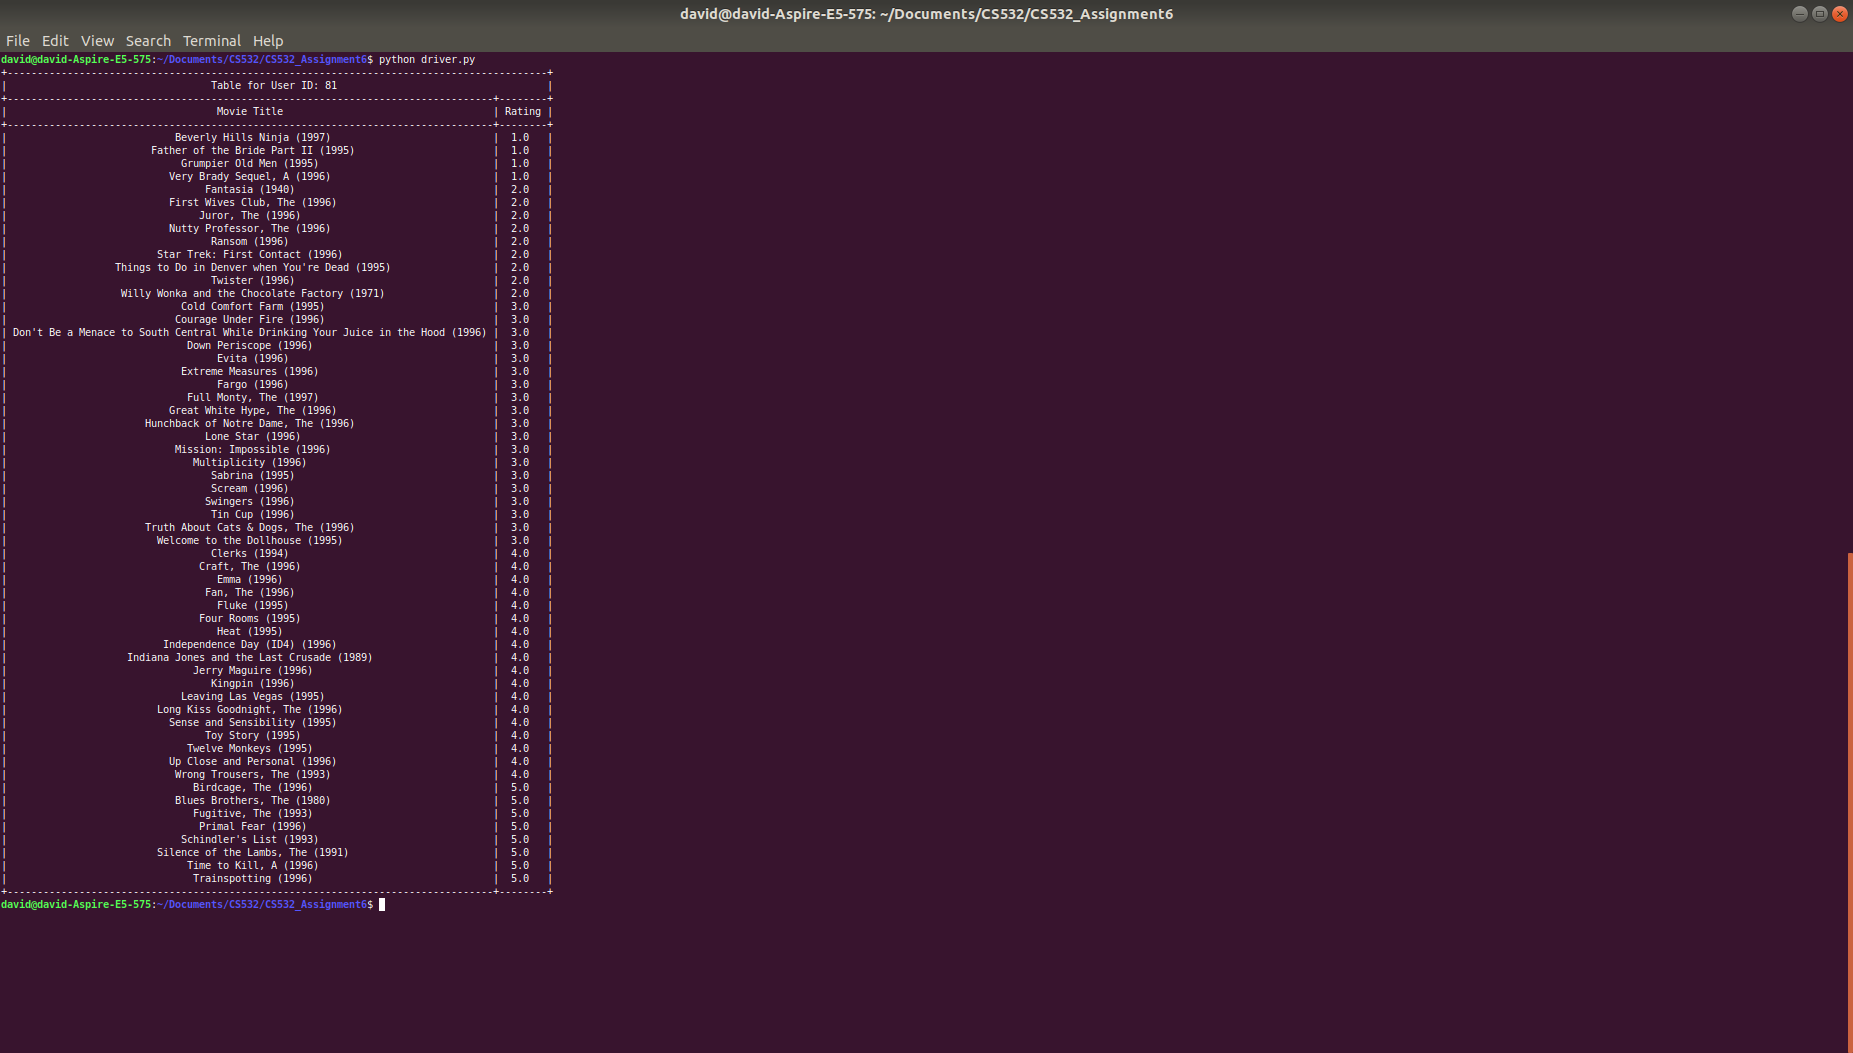 david@david-Aspire-E5-575: ~/Documents/CS532/CS532_Assignment6
File Edit View Search Terminal Help
david@david-Aspire-E5-575:~/Documents/CS532/CS532_Assignment6$ python driver.py
Table for User ID: 81
| Movie Title | Rating |
| Beverly Hills Ninja (1997) | 1.0 |
| Father of the Bride Part II (1995) | 1.0 |
| Grumpier Old Men (1995) | 1.0 |
| Very Brady Sequel, A (1996) | 1.0 |
| Fantasia (1940) | 2.0 |
| First Wives Club, The (1996) | 2.0 |
| Juror, The (1996) | 2.0 |
| Nutty Professor, The (1996) | 2.0 |
| Ransom (1996) | 2.0 |
| Star Trek: First Contact (1996) | 2.0 |
| Things to Do in Denver when You're Dead (1995) | 2.0 |
| Twister (1996) | 2.0 |
| Willy Wonka and the Chocolate Factory (1971) | 2.0 |
| Cold Comfort Farm (1995) | 3.0 |
| Courage Under Fire (1996) | 3.0 |
| Don't Be a Menace to South Central While Drinking Your Juice in the Hood (1996) | 3.0 |
| Down Periscope (1996) | 3.0 |
| Evita (1996) | 3.0 |
| Extreme Measures (1996) | 3.0 |
| Fargo (1996) | 3.0 |
| Full Monty, The (1997) | 3.0 |
| Great White Hype, The (1996) | 3.0 |
| Hunchback of Notre Dame, The (1996) | 3.0 |
| Lone Star (1996) | 3.0 |
| Mission: Impossible (1996) | 3.0 |
| Multiplicity (1996) | 3.0 |
| Sabrina (1995) | 3.0 |
| Scream (1996) | 3.0 |
| Swingers (1996) | 3.0 |
| Tin Cup (1996) | 3.0 |
| Truth About Cats & Dogs, The (1996) | 3.0 |
| Welcome to the Dollhouse (1995) | 3.0 |
| Clerks (1994) | 4.0 |
| Craft, The (1996) | 4.0 |
| Emma (1996) | 4.0 |
| Fan, The (1996) | 4.0 |
| Fluke (1995) | 4.0 |
| Four Rooms (1995) | 4.0 |
| Heat (1995) | 4.0 |
| Independence Day (ID4) (1996) | 4.0 |
| Indiana Jones and the Last Crusade (1989) | 4.0 |
| Jerry Maguire (1996) | 4.0 |
| Kingpin (1996) | 4.0 |
| Leaving Las Vegas (1995) | 4.0 |
| Long Kiss Goodnight, The (1996) | 4.0 |
| Sense and Sensibility (1995) | 4.0 |
| Toy Story (1995) | 4.0 |
| Twelve Monkeys (1995) | 4.0 |
| Up Close and Personal (1996) | 4.0 |
| Wrong Trousers, The (1993) | 4.0 |
| Birdcage, The (1996) | 5.0 |
| Blues Brothers, The (1980) | 5.0 |
| Fugitive, The (1993) | 5.0 |
| Primal Fear (1996) | 5.0 |
| Schindler's List (1993) | 5.0 |
| Silence of the Lambs, The (1991) | 5.0 |
| Time to Kill, A (1996) | 5.0 |
| Trainspotting (1996) | 5.0 |
david@david-Aspire-E5-575:~/Documents/CS532/CS532_Assignment6$